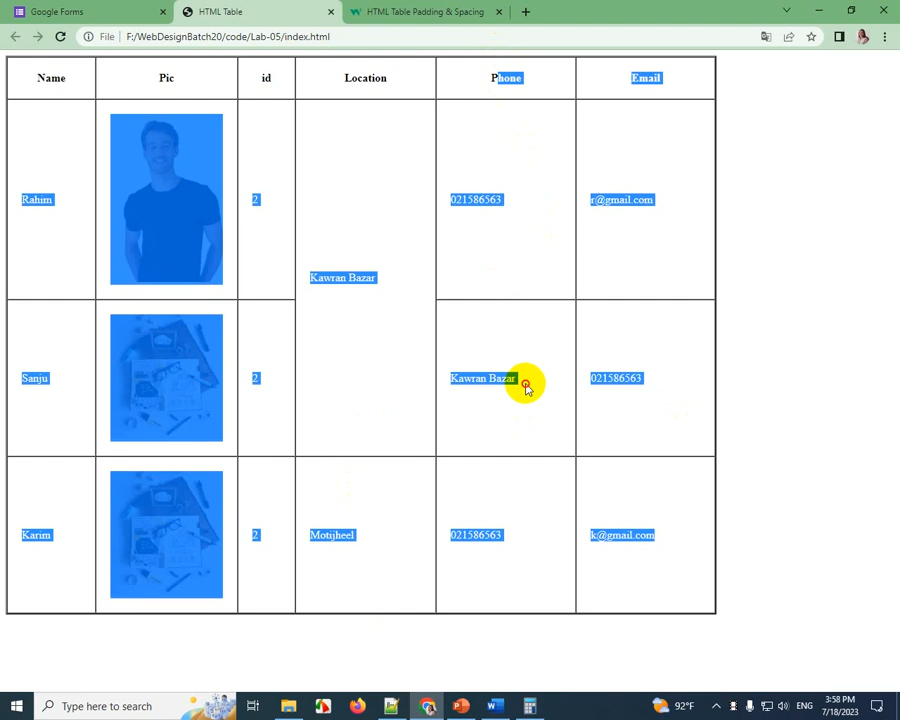 Google Forms
HTML Table
HTML Table Padding & Spacing
File
F:/WebDesignBatch20/code/Lab-05/index.html
Name
Pic
id
Location
Phone
Email
Rahim
2
Kawran Bazar
021586563
r@gmail.com
Sanju
2
Kawran Bazar
021586563
Karim
2
Motijheel
021586563
k@gmail.com
Type here to search
92°F
ENG
3:58 PM
7/18/2023